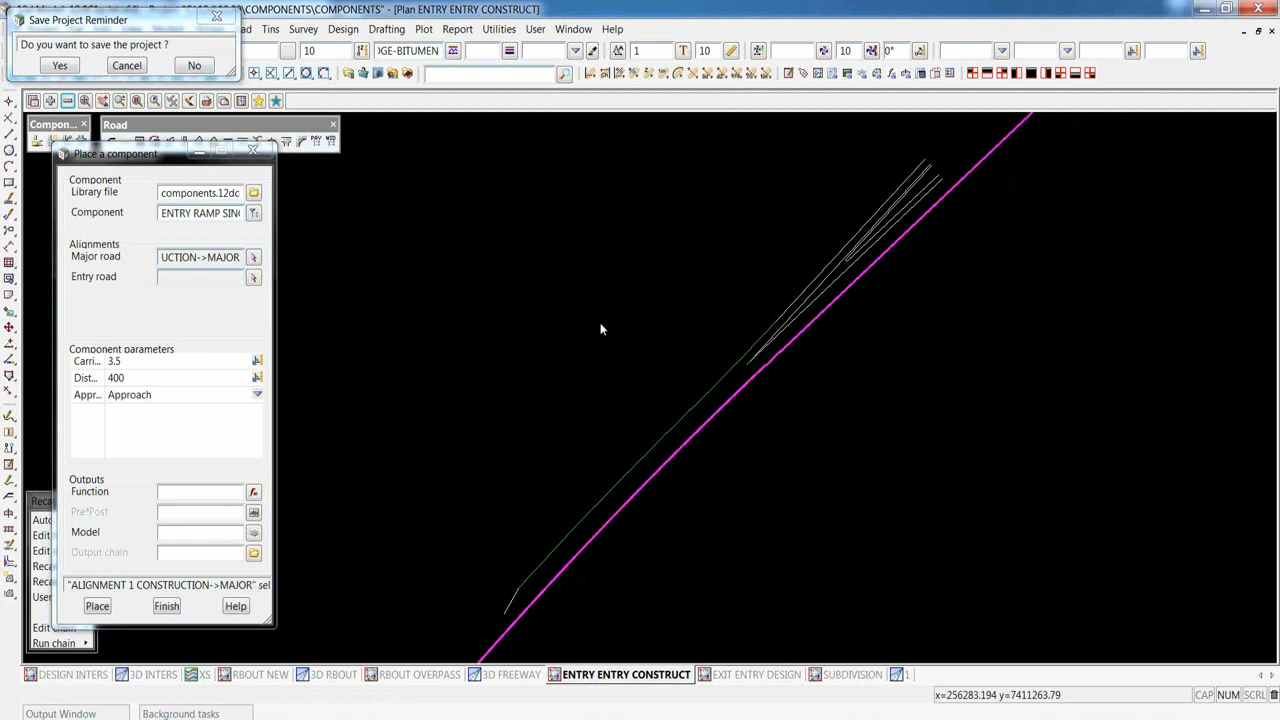 Save Project Reminder
Do you want to save the project ?
Yes
Cancel
No
COMPONENTS\COMPONENTS" - [Plan ENTRY ENTRY CONSTRUCT]
Tins
Survey
Design
Drafting
Plot
Report
Utilities
User
Window
Help
10
DGE-BITUMEN
1
10
10
0°
Compon...
Road
Place a component
Component
Library file
components.12dc
Component
ENTRY RAMP SIN
Alignments
Major road
UCTION->MAJOR
Entry road
Component parameters
Carri...
3.5
Dist...
400
Appr...
Approach
Outputs
Function
Pre*Post
Model
Output chain
"ALIGNMENT 1 CONSTRUCTION->MAJOR" sel
Place
Finish
Help
Edit chain
Run chain
DESIGN INTERS
3D INTERS
XS
RBOUT NEW
3D RBOUT
RBOUT OVERPASS
3D FREEWAY
ENTRY ENTRY CONSTRUCT
EXIT ENTRY DESIGN
SUBDIVISION
1
x=256283.194 y=7411263.79
CAP
NUM
SCRL
Output Window
Background tasks